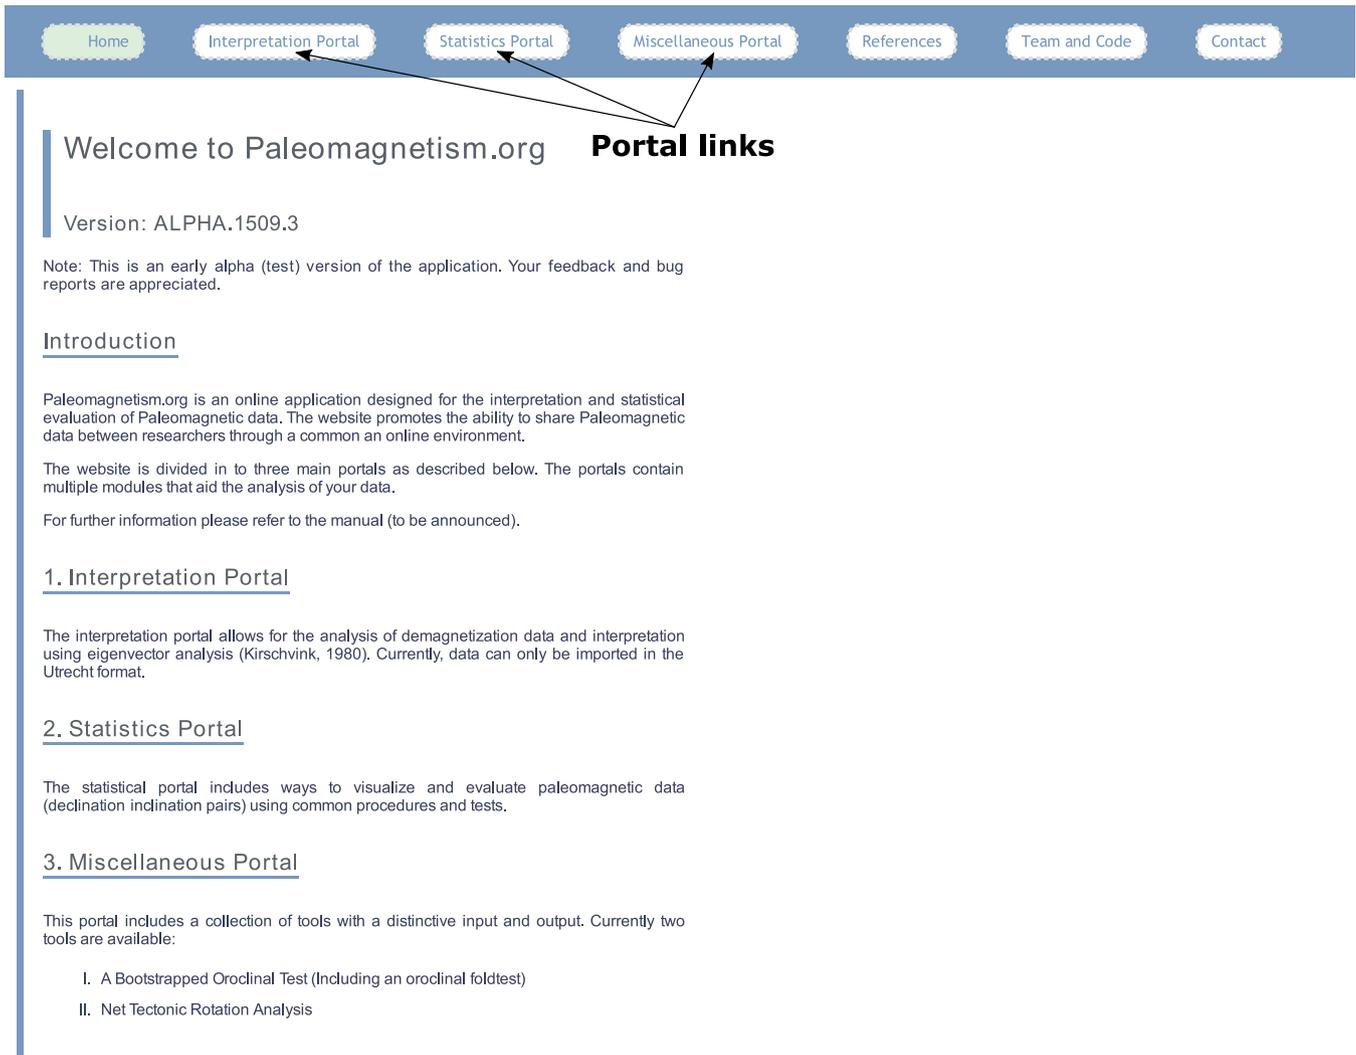 Home Interpretation Portal Statistics Portal Miscellaneous Portal References Team and Code Contact
Portal links
Welcome to Paleomagnetism.org
Version: ALPHA.1509.3
Note: This is an early alpha (test) version of the application. Your feedback and bug
reports are appreciated.
Introduction
Paleomagnetism.org is an online application designed for the interpretation and statistical
evaluation of Paleomagnetic data. The website promotes the ability to share Paleomagnetic
data between researchers through a common an online environment.
The website is divided in to three main portals as described below. The portals contain
multiple modules that aid the analysis of your data.
For further information please refer to the manual (to be announced).
1. Interpretation Portal
The interpretation portal allows for the analysis of demagnetization data and interpretation
using eigenvector analysis (Kirschvink, 1980). Currently, data can only be imported in the
Utrecht format.
2. Statistics Portal
The statistical portal includes ways to visualize and evaluate paleomagnetic data
(declination inclination pairs) using common procedures and tests.
3. Miscellaneous Portal
This portal includes a collection of tools with a distinctive input and output. Currently two
tools are available:
I. A Bootstrapped Oroclinal Test (Including an oroclinal foldtest)
II. Net Tectonic Rotation Analysis